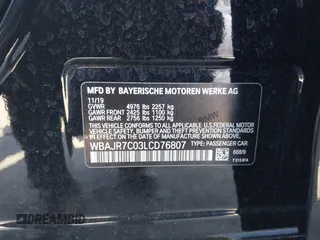 MFD BY BAYERISCHE MOTOREN WERKE AG
11/19
GVWR 4976 lbs 2257 kg
GAWR FRONT 2425 lbs 1100 kg
GAWR REAR 2756 lbs 1250 kg
THIS VEHICLE CONFORMS TO ALL APPLICABLE
U.S. FEDERAL MOTOR VEHICLE SAFETY, BUMPER,
AND THEFT PREVENTION STANDARDS IN EFFECT
ON THE DATE OF MANUFACTURE SHOWN ABOVE.
WBAJR7C03LCD76807
TYPE: PASSENGER CAR
668/9
DREAMBID